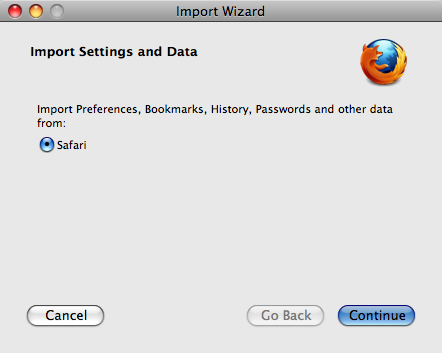 Import Wizard
Import Settings and Data
Import Preferences, Bookmarks, History, Passwords and other data
from:
Safari
Cancel
Go Back
Continue